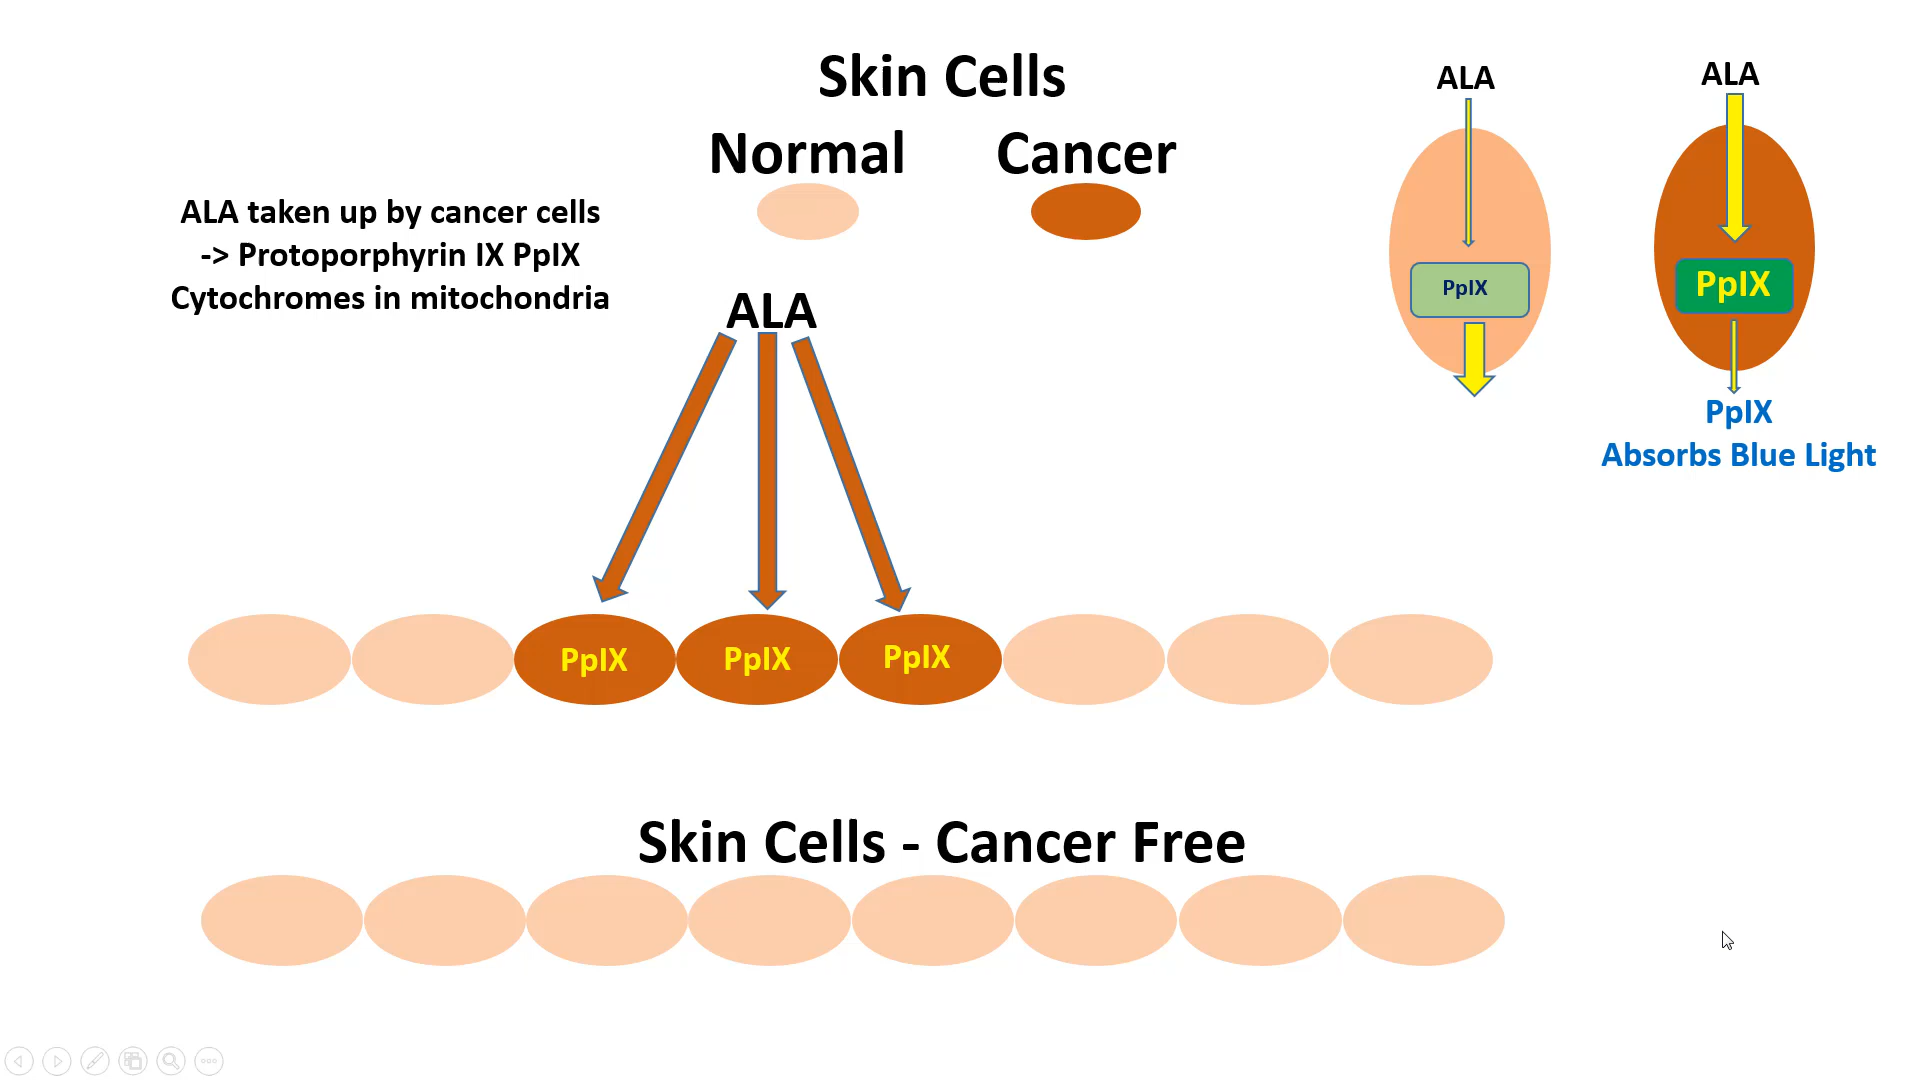 Skin Cells
Normal Cancer
ALA taken up by cancer cells
-> Protoporphyrin IX PpIX
Cytochromes in mitochondria
ALA
ALA
PpIX
ALA
PpIX
PpIX
Absorbs Blue Light
PpIX PpIX PpIX
Skin Cells - Cancer Free